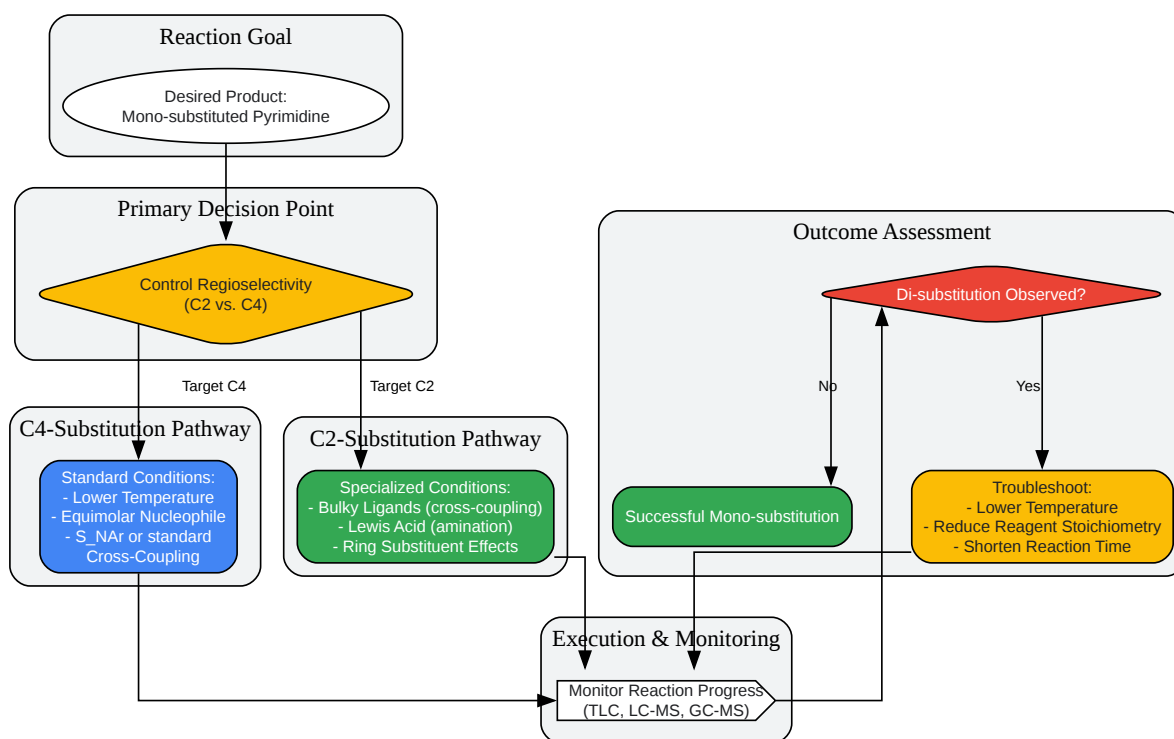 Reaction Goal
Desired Product:
Mono-substituted Pyrimidine
Primary Decision Point
Control Regioselectivity
(C2 vs. C4)
Target C4
Target C2
C4-Substitution Pathway
Standard Conditions:
- Lower Temperature
- Equimolar Nucleophile
- S_NAr or standard
Cross-Coupling
C2-Substitution Pathway
Specialized Conditions:
- Bulky Ligands (cross-coupling)
- Lewis Acid (amination)
- Ring Substituent Effects
Execution & Monitoring
Monitor Reaction Progress
(TLC, LC-MS, GC-MS)
Outcome Assessment
Di-substitution Observed?
No
Yes
Successful Mono-substitution
Troubleshoot:
- Lower Temperature
- Reduce Reagent Stoichiometry
- Shorten Reaction Time